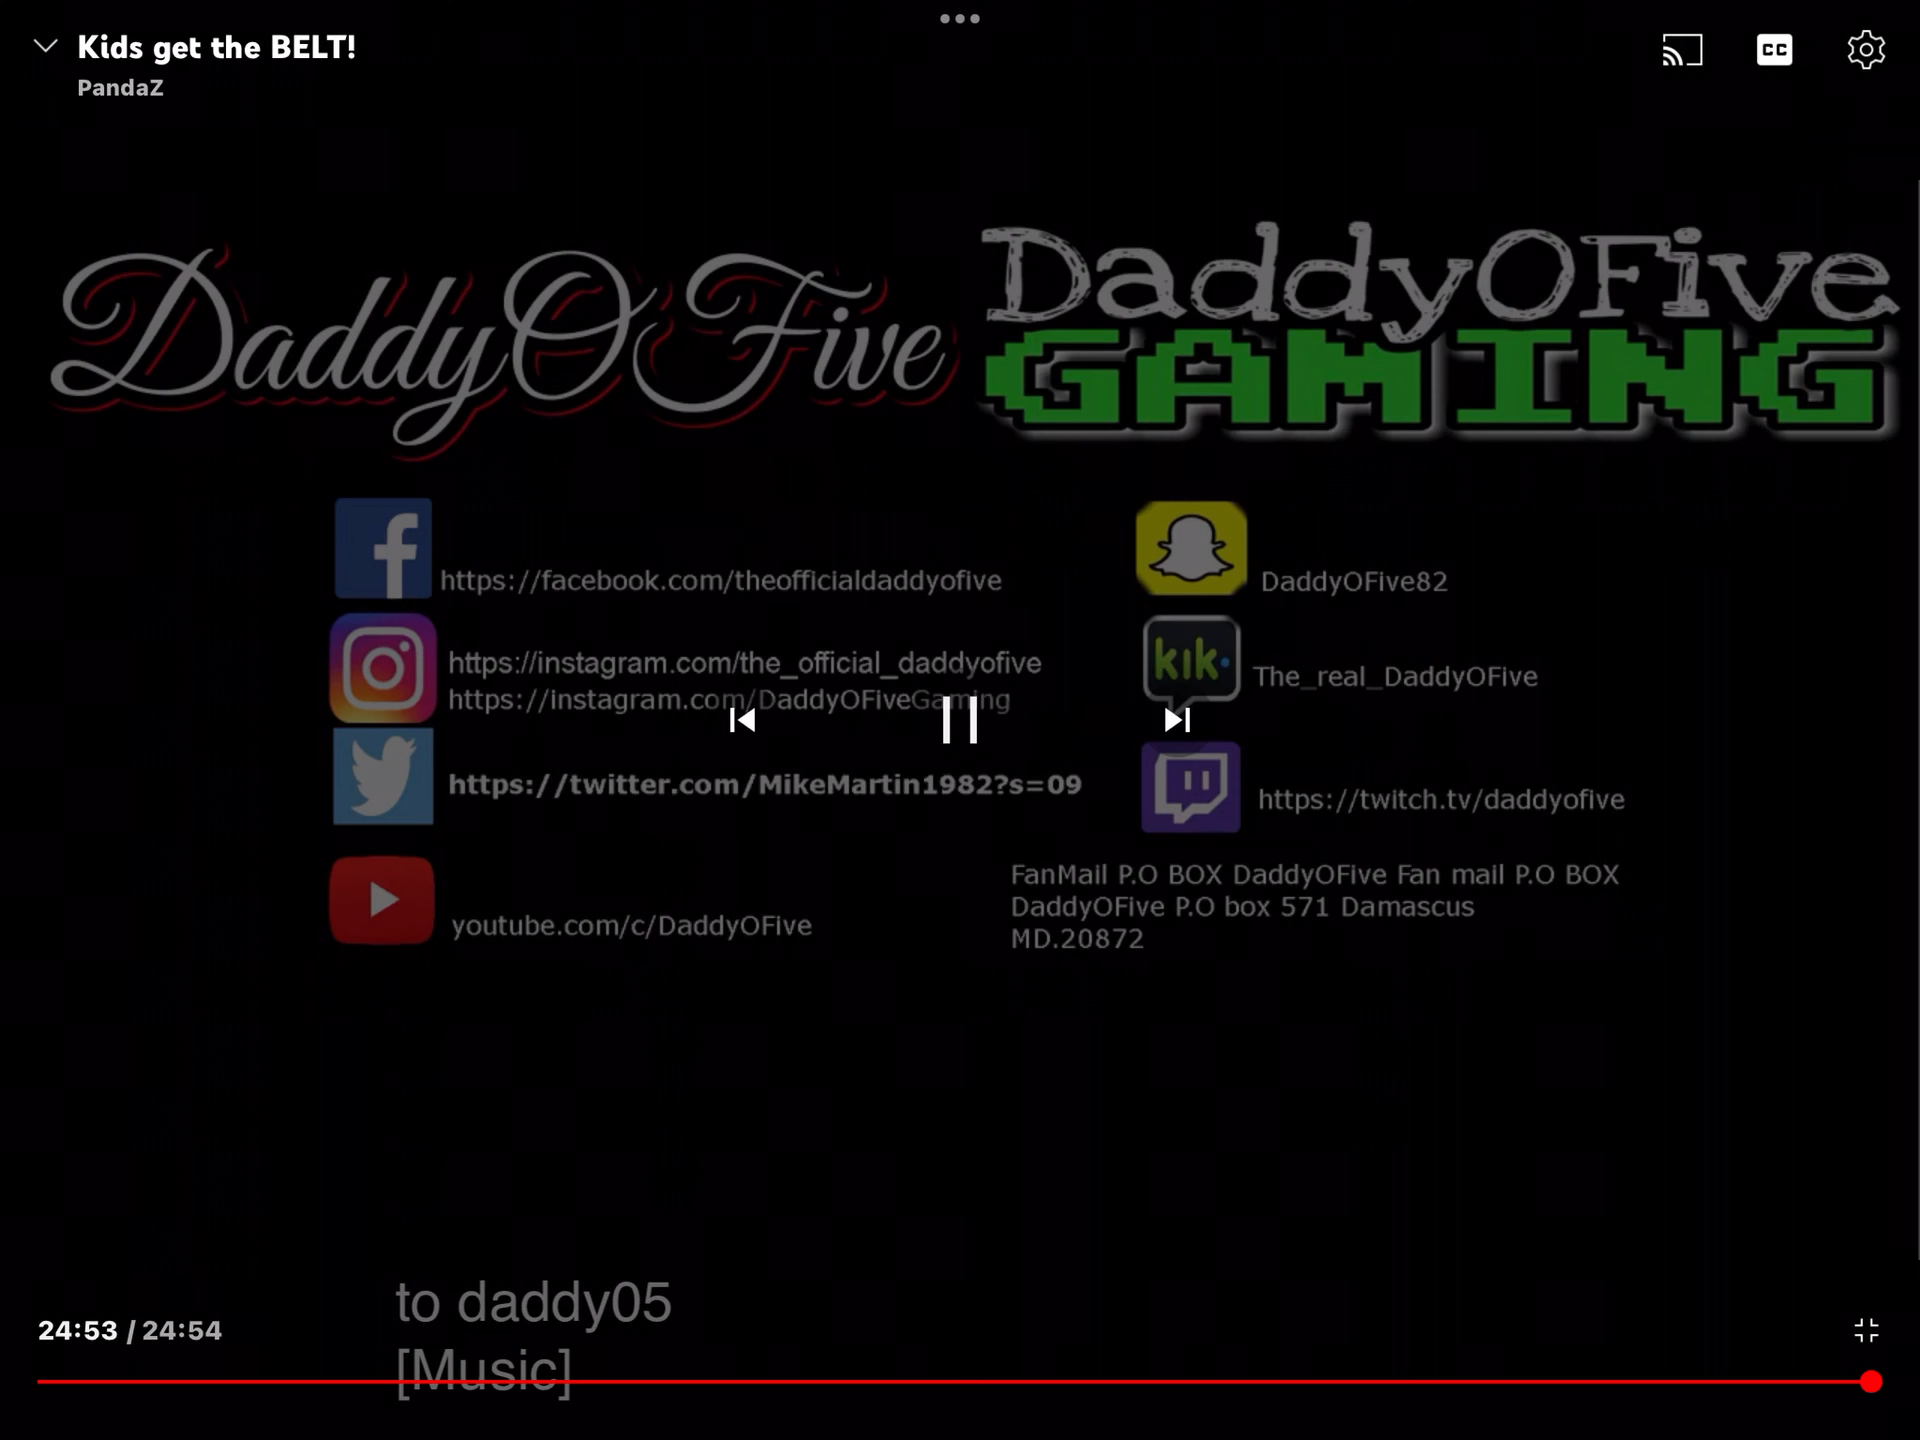 Kids get the BELT!
PandaZ
CC
DaddyOFive
DaddyOFive
GAMING
https://facebook.com/theofficialdaddyofive
DaddyOFive82
https://instagram.com/the_official_daddyofive
https://instagram.com/DaddyOFiveGaming
kik.
The_real_DaddyOFive
https://twitter.com/MikeMartin1982?s=09
https://twitch.tv/daddyofive
youtube.com/c/DaddyOFive
FanMail P.O BOX DaddyOFive Fan mail P.O BOX
DaddyOFive P.O box 571 Damascus
MD.20872
to daddy05
[Music]
24:53 / 24:54